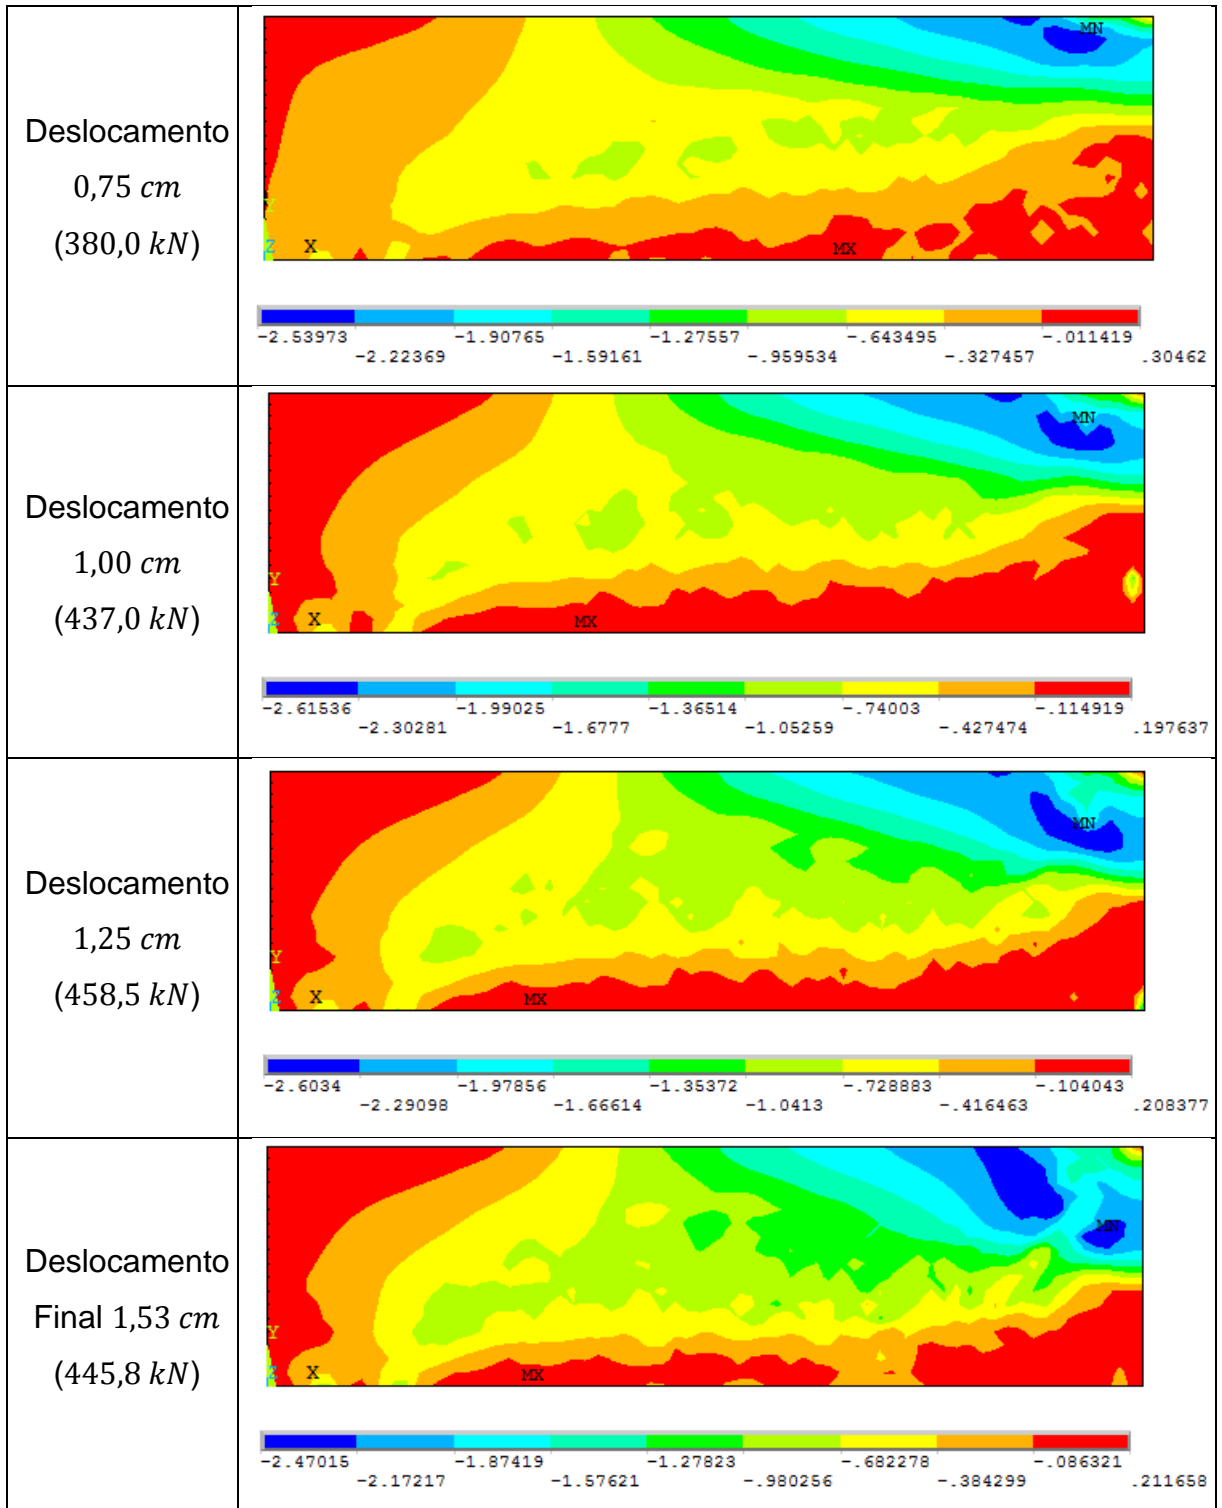 Deslocamento
0,75 cm
(380,0 kN)
MN
Y
Z X
MX
-2.53973 -1.90765 -1.27557 -.643495 -.011419
-2.22369 -1.59161 -.959534 -.327457 .30462
Deslocamento
1,00 cm
(437,0 kN)
MN
Y
Z X
MX
-2.61536 -1.99025 -1.36514 -.74003 -.114919
-2.30281 -1.6777 -1.05259 -.427474 .197637
Deslocamento
1,25 cm
(458,5 kN)
MN
Y
Z X
MX
-2.6034 -1.97856 -1.35372 -.728883 -.104043
-2.29098 -1.66614 -1.0413 -.416463 .208377
Deslocamento
Final 1,53 cm
(445,8 kN)
MN
Y
Z X
MX
-2.47015 -1.87419 -1.27823 -.682278 -.086321
-2.17217 -1.57621 -.980256 -.384299 .211658